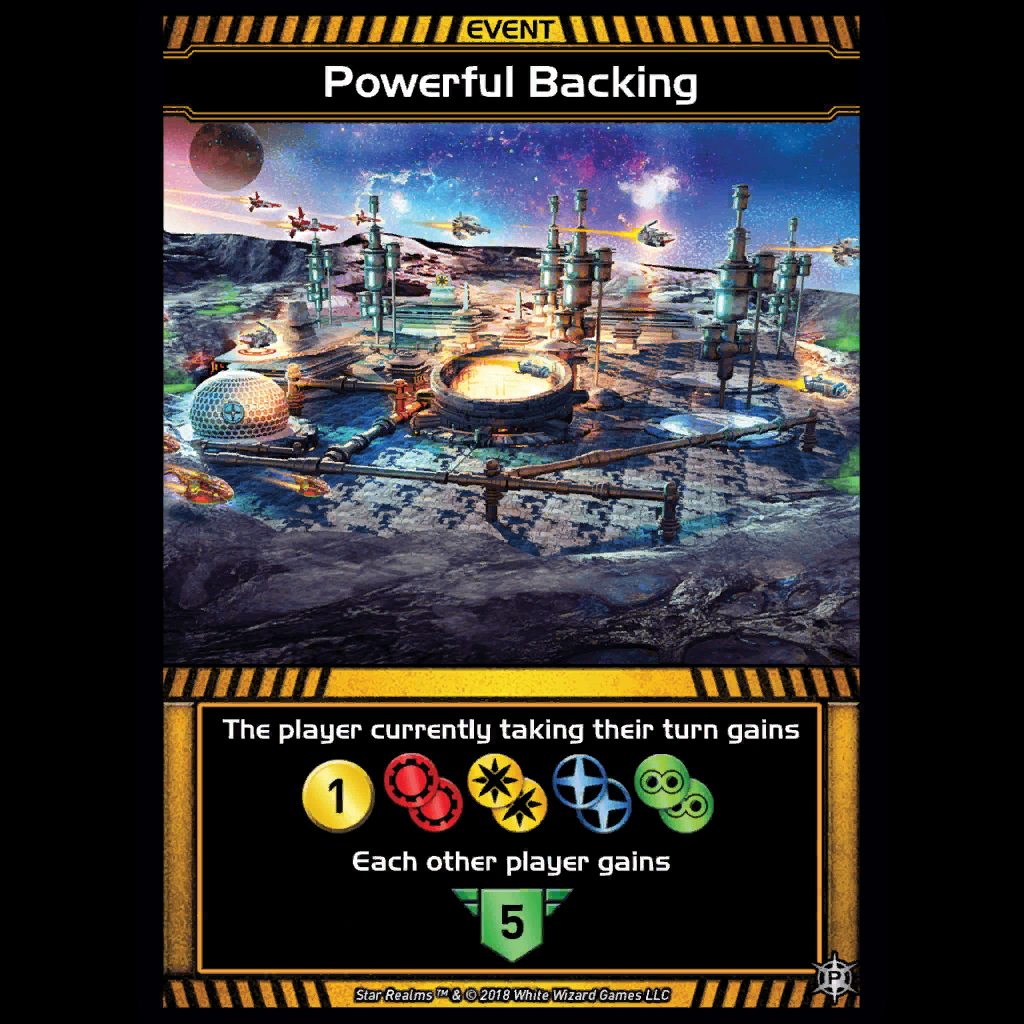 EVENT
Powerful Backing
The player currently taking their turn gains
1
Each other player gains
5
P
Star Realms™ & © 2018 White Wizard Games LLC